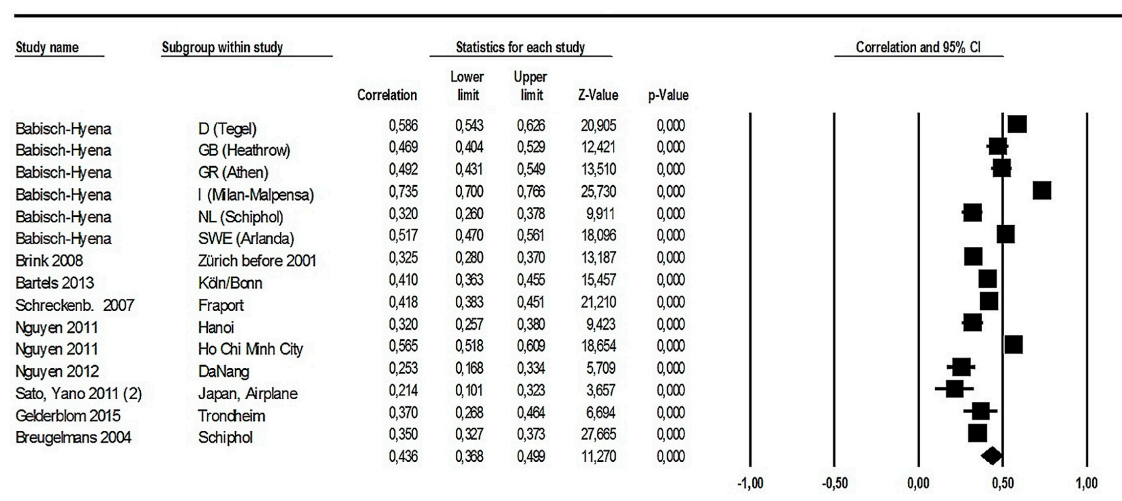 Study name Subgroup within study Statistics for each study Correlation and 95% CI
Correlation Lower limit Upper limit Z-Value p-Value
Babisch-Hyena D (Tegel) 0,586 0,543 0,626 20,905 0,000
Babisch-Hyena GB (Heathrow) 0,469 0,404 0,529 12,421 0,000
Babisch-Hyena GR (Athen) 0,492 0,431 0,549 13,510 0,000
Babisch-Hyena I (Milan-Malpensa) 0,735 0,700 0,766 25,730 0,000
Babisch-Hyena NL (Schiphol) 0,320 0,260 0,378 9,911 0,000
Babisch-Hyena SWE (Arlanda) 0,517 0,470 0,561 18,096 0,000
Brink 2008 Zürich before 2001 0,325 0,280 0,370 13,187 0,000
Bartels 2013 Köln/Bonn 0,410 0,363 0,455 15,457 0,000
Schreckenb. 2007 Fraport 0,418 0,383 0,451 21,210 0,000
Nguyen 2011 Hanoi 0,320 0,257 0,380 9,423 0,000
Nguyen 2011 Ho Chi Minh City 0,565 0,518 0,609 18,654 0,000
Nguyen 2012 DaNang 0,253 0,168 0,334 5,709 0,000
Sato, Yano 2011 (2) Japan, Airplane 0,214 0,101 0,323 3,657 0,000
Gelderblom 2015 Trondheim 0,370 0,268 0,464 6,694 0,000
Breugelmans 2004 Schiphol 0,350 0,327 0,373 27,665 0,000
0,436 0,368 0,499 11,270 0,000
-1,00 -0,50 0,00 0,50 1,00